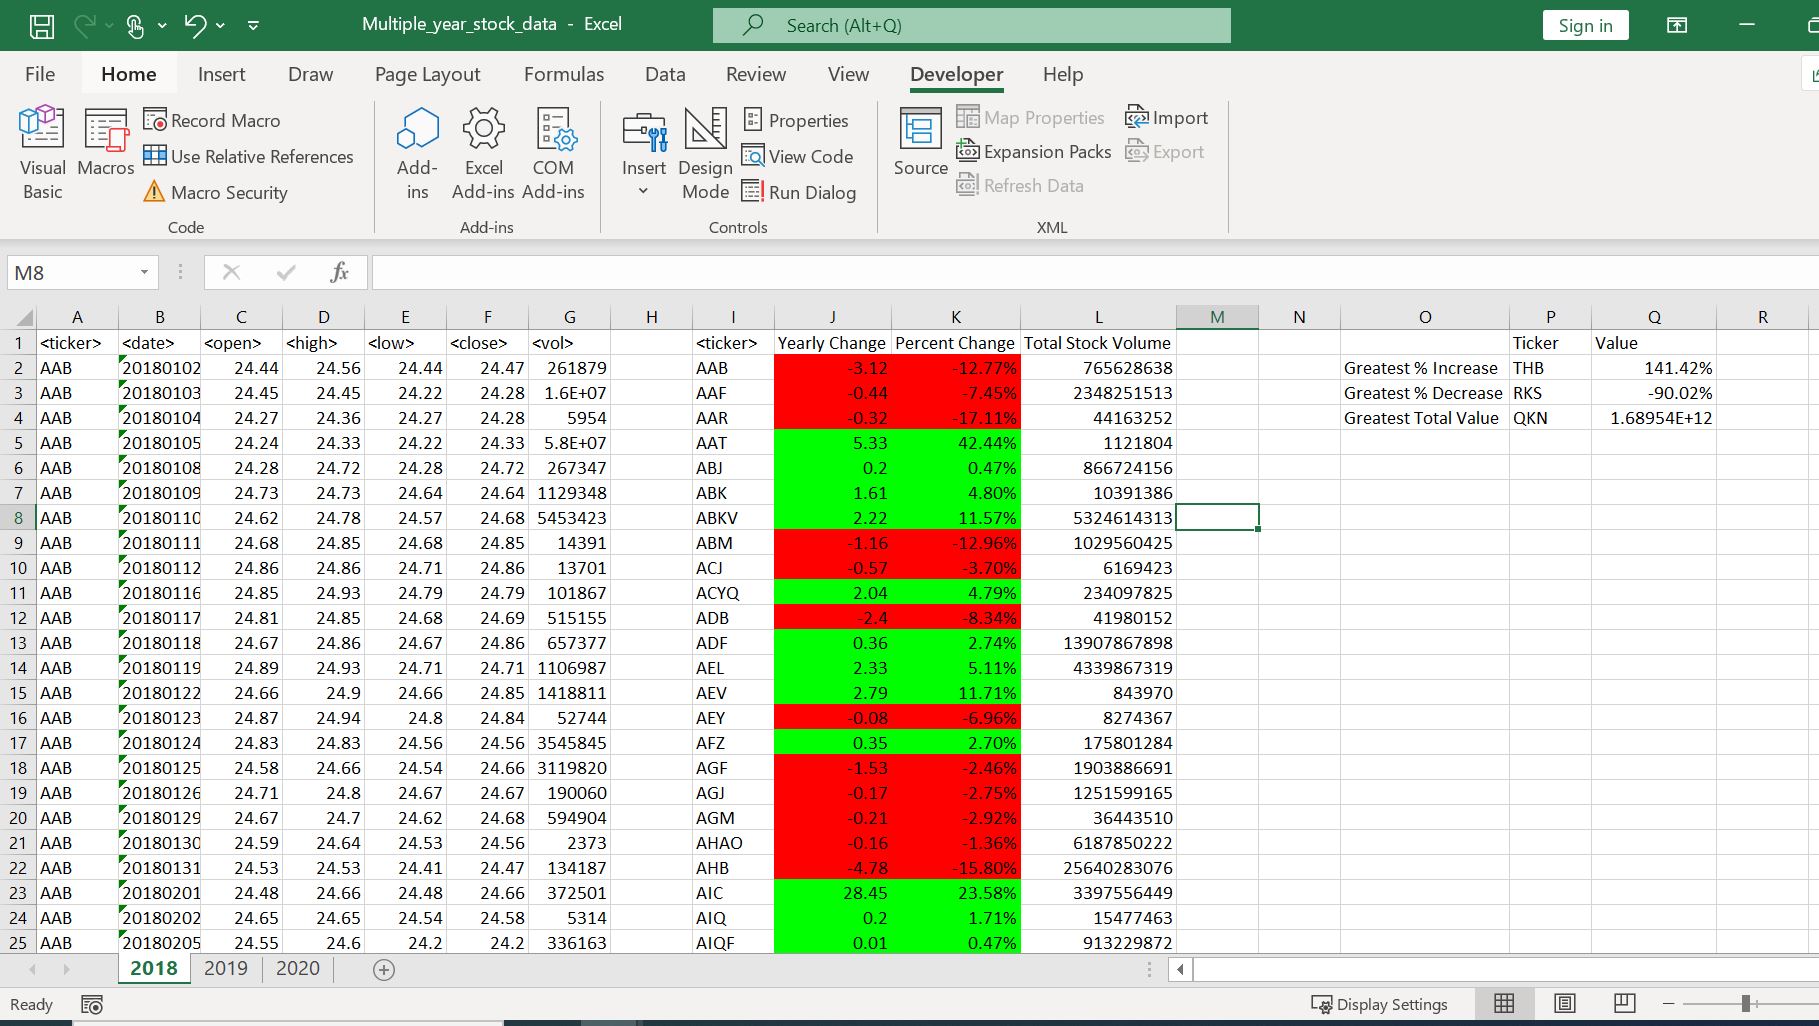 Multiple_year_stock_data - Excel
Search (Alt+Q)
Sign in
File Home Insert Draw Page Layout Formulas Data Review View Developer Help
Visual Basic
Macros
Record Macro
Use Relative References
Macro Security
Code
Add-ins
Excel Add-ins
COM Add-ins
Add-ins
Insert
Design Mode
Properties
View Code
Run Dialog
Controls
Source
Map Properties
Expansion Packs
Refresh Data
Import
Export
XML
M8
fx
A B C D E F G H I J K L M N O P Q R
1 <ticker> <date> <open> <high> <low> <close> <vol> <ticker> Yearly Change Percent Change Total Stock Volume Ticker Value
2 AAB 20180102 24.44 24.56 24.44 24.47 261879 AAB -3.12 -12.77% 765628638 Greatest % Increase THB 141.42%
3 AAB 20180103 24.45 24.45 24.22 24.28 1.6E+07 AAF -0.44 -7.45% 2348251513 Greatest % Decrease RKS -90.02%
4 AAB 20180104 24.27 24.36 24.27 24.28 5954 AAR -0.32 -17.11% 44163252 Greatest Total Value QKN 1.68954E+12
5 AAB 20180105 24.24 24.33 24.22 24.33 5.8E+07 AAT 5.33 42.44% 1121804
6 AAB 20180108 24.28 24.72 24.28 24.72 267347 ABJ 0.2 0.47% 866724156
7 AAB 20180109 24.73 24.73 24.64 24.64 1129348 ABK 1.61 4.80% 10391386
8 AAB 20180110 24.62 24.78 24.57 24.68 5453423 ABKV 2.22 11.57% 5324614313
9 AAB 20180111 24.68 24.85 24.68 24.85 14391 ABM -1.16 -12.96% 1029560425
10 AAB 20180112 24.86 24.86 24.71 24.86 13701 ACJ -0.57 -3.70% 6169423
11 AAB 20180116 24.85 24.93 24.79 24.79 101867 ACYQ 2.04 4.79% 234097825
12 AAB 20180117 24.81 24.85 24.68 24.69 515155 ADB -2.4 -8.34% 41980152
13 AAB 20180118 24.67 24.86 24.67 24.86 657377 ADF 0.36 2.74% 13907867898
14 AAB 20180119 24.89 24.93 24.71 24.71 1106987 AEL 2.33 5.11% 4339867319
15 AAB 20180122 24.66 24.9 24.66 24.85 1418811 AEV 2.79 11.71% 843970
16 AAB 20180123 24.87 24.94 24.8 24.84 52744 AEY -0.08 -6.96% 8274367
17 AAB 20180124 24.83 24.83 24.56 24.56 3545845 AFZ 0.35 2.70% 175801284
18 AAB 20180125 24.58 24.66 24.54 24.66 3119820 AGF -1.53 -2.46% 1903886691
19 AAB 20180126 24.71 24.8 24.67 24.67 190060 AGJ -0.17 -2.75% 1251599165
20 AAB 20180129 24.67 24.7 24.62 24.68 594904 AGM -0.21 -2.92% 36443510
21 AAB 20180130 24.59 24.64 24.53 24.56 2373 AHAO -0.16 -1.36% 6187850222
22 AAB 20180131 24.53 24.53 24.41 24.47 134187 AHB -4.78 -15.80% 25640283076
23 AAB 20180201 24.48 24.66 24.48 24.66 372501 AIC 28.45 23.58% 3397556449
24 AAB 20180202 24.65 24.65 24.54 24.58 5314 AIQ 0.2 1.71% 15477463
25 AAB 20180205 24.55 24.6 24.2 24.2 336163 AIQF 0.01 0.47% 913229872
2018 2019 2020
Ready
Display Settings